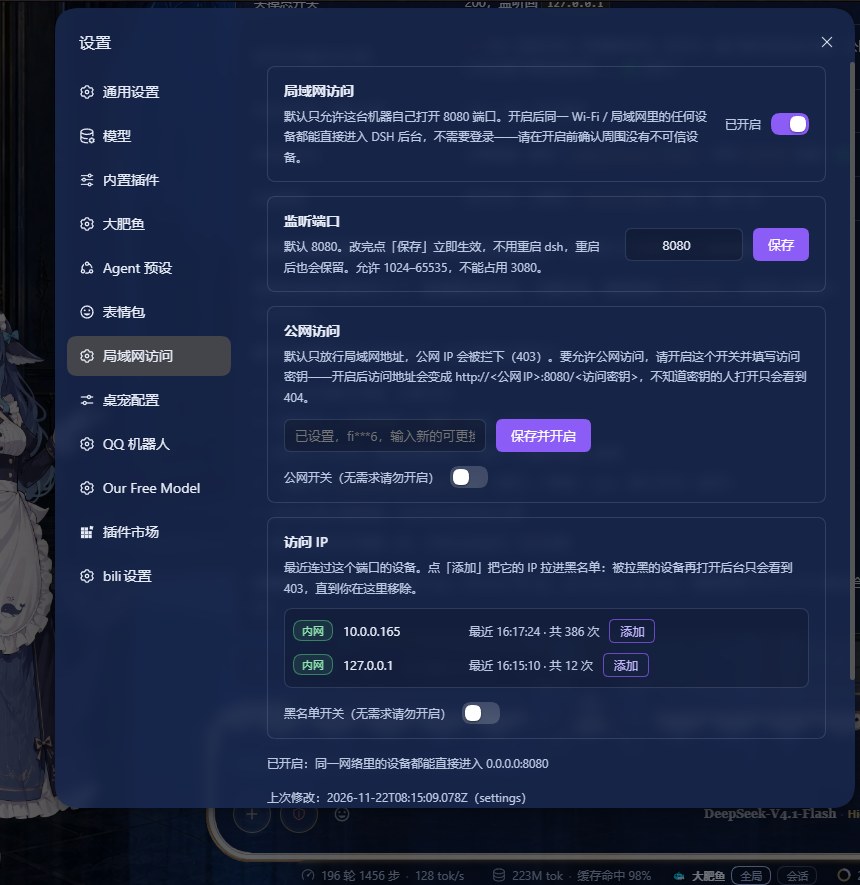 设置
通用设置
模型
内置插件
大肥鱼
Agent 预设
表情包
局域网访问
桌宠配置
QQ 机器人
Our Free Model
插件市场
bili 设置
局域网访问
默认只允许这台机器自己打开 8080 端口。开启后同一 Wi-Fi / 局域网里的任何设
备都能直接进入 DSH 后台，不需要登录——请在开启前确认周围没有不可信设
备。
已开启
监听端口
默认 8080。改完点「保存」立即生效，不用重启 dsh，重启
后也会保留。允许 1024–65535，不能占用 3080。
8080
保存
公网访问
默认只放行局域网地址，公网 IP 会被拦下（403）。要允许公网访问，请开启这个开关并填写访问
密钥——开启后访问地址会变成 http://<公网IP>:8080/<访问密钥>，不知道密钥的人打开只会看到
404。
已设置，fi***6，输入新的可更
保存并开启
公网开关（无需求请勿开启）
访问 IP
最近连过这个端口的设备。点「添加」把它的 IP 拉进黑名单：被拉黑的设备再打开后台只会看到
403，直到你在这里移除。
内网 10.0.0.165 最近 16:17:24 · 共 386 次 添加
内网 127.0.0.1 最近 16:15:10 · 共 12 次 添加
黑名单开关（无需求请勿开启）
已开启：同一网络里的设备都能直接进入 0.0.0.0:8080
上次修改：2026-11-22T08:15:09.078Z（settings）
DeepSeek-V4.1-Flash · Hi
196 轮 1456 步 · 128 tok/s 223M tok · 缓存命中 98% 大肥鱼 全局 会话